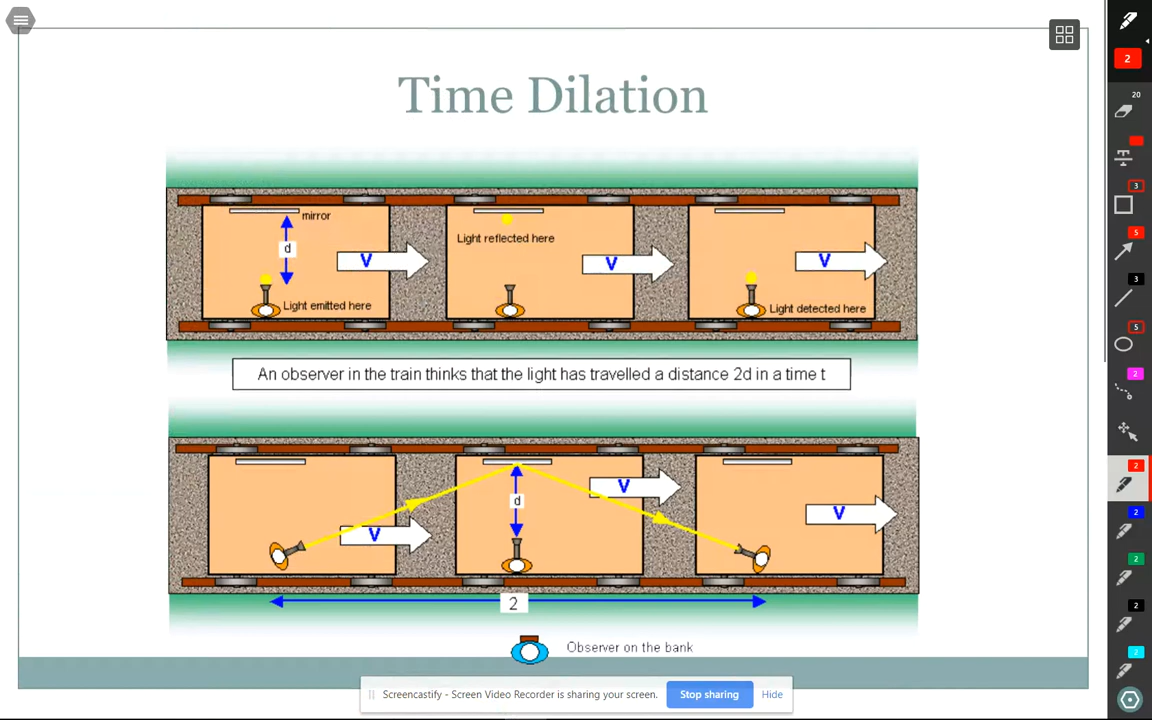 Time Dilation
mirror
d
V
Light emitted here
Light reflected here
V
V
Light detected here
An observer in the train thinks that the light has travelled a distance 2d in a time t
V
d
V
V
2
Observer on the bank
Screencastify - Screen Video Recorder is sharing your screen.
Stop sharing
Hide
2
20
3
5
3
5
2
2
2
2
2
2